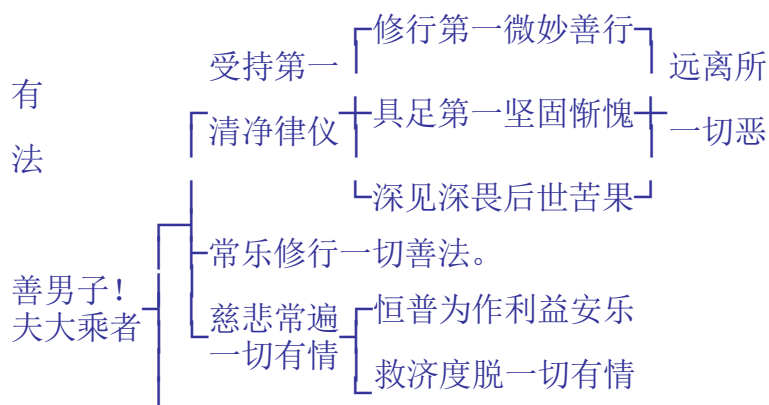 修行第一微妙善行
受持第一
远离所
有
清净律仪
具足第一坚固惭愧
一切恶
法
深见深畏后世苦果
常乐修行一切善法。
善男子！
夫大乘者
慈悲常遍
一切有情
恒普为作利益安乐
救济度脱一切有情